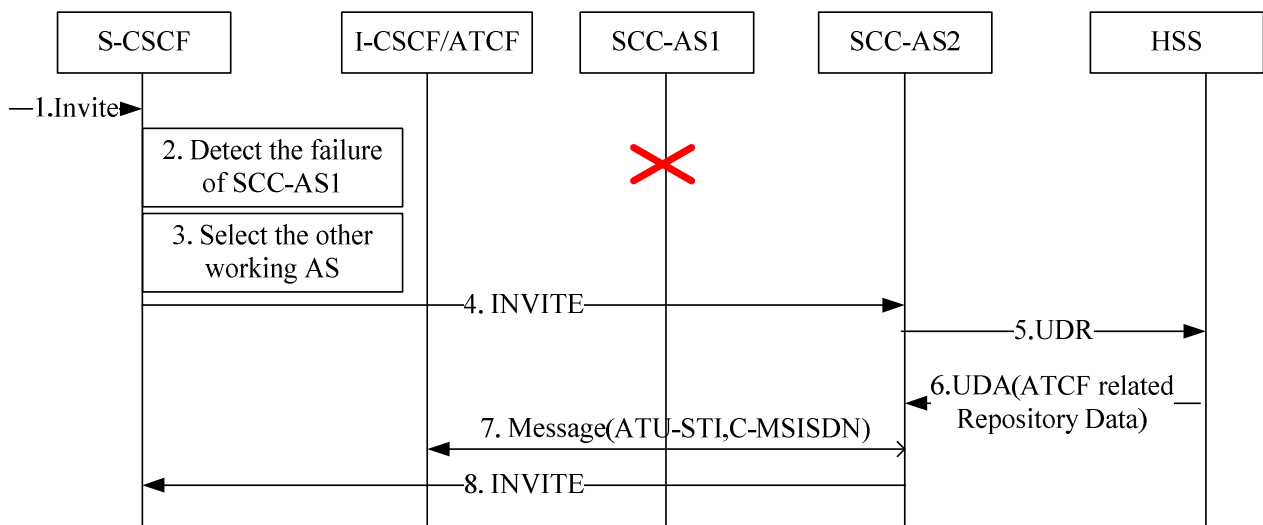 S-CSCF
I-CSCF/ATCF
SCC-AS1
SCC-AS2
HSS
1.Invite
2. Detect the failure
of SCC-AS1
3. Select the other
working AS
4. INVITE
5.UDR
6.UDA(ATCF related
Repository Data)
7. Message(ATU-STI,C-MSISDN)
8. INVITE